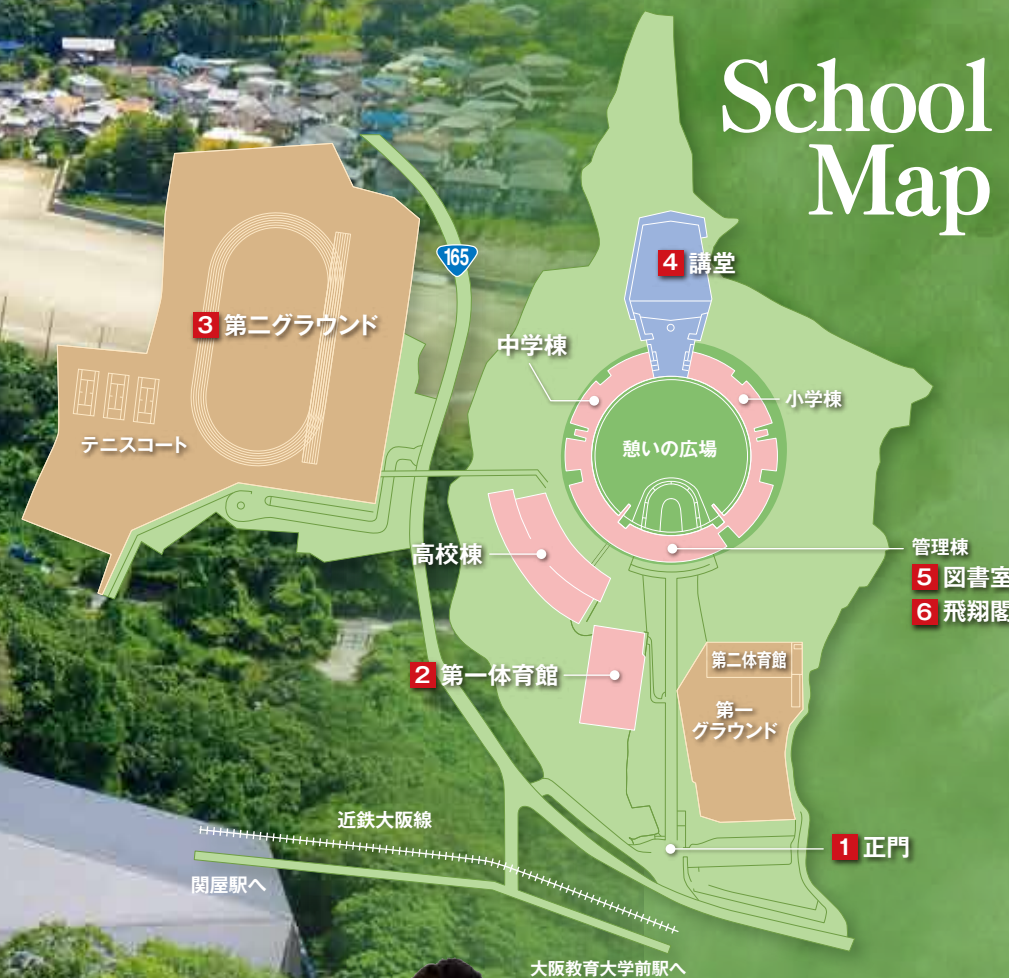 School
Map
165
4 講堂
3 第二グラウンド
中学棟
小学棟
テニスコート
憩いの広場
高校棟
管理棟
5 図書室
6 飛翔閣
2 第一体育館
第二体育館
第一
グラウンド
近鉄大阪線
1 正門
関屋駅へ
大阪教育大学前駅へ